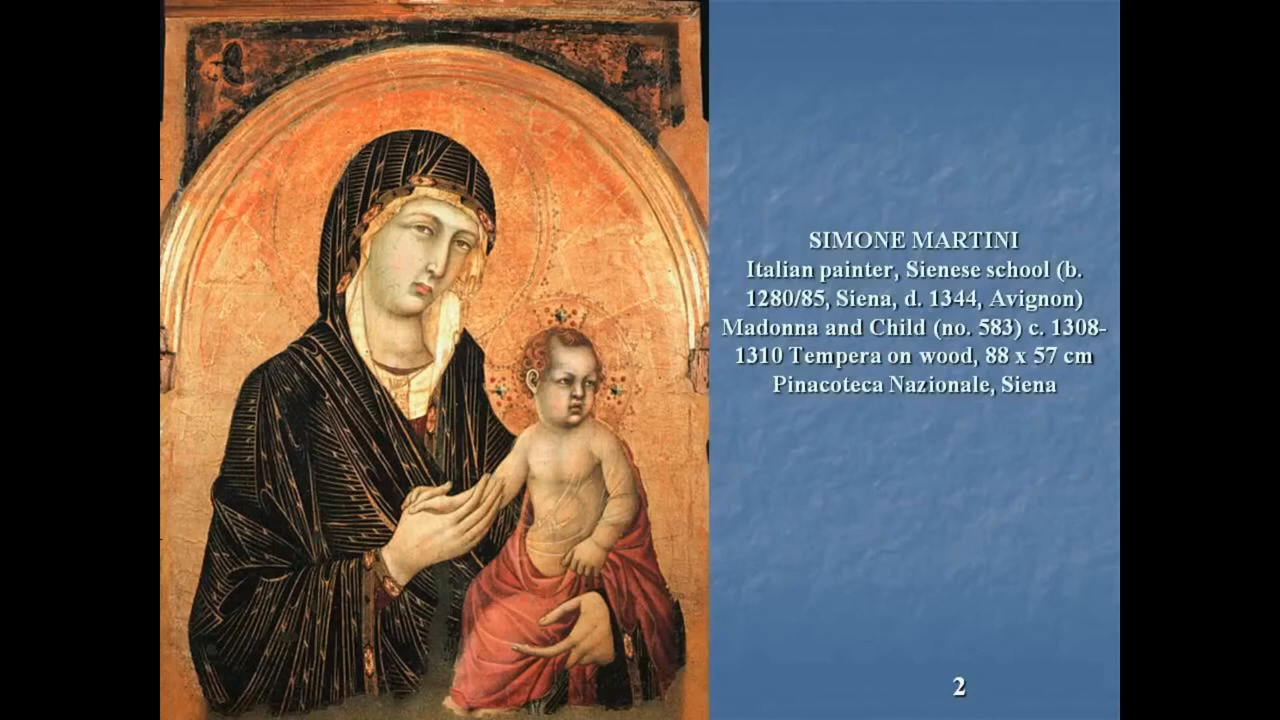 SIMONE MARTINI
Italian painter, Sienese school (b.
1280/85, Siena, d. 1344, Avignon)
Madonna and Child (no. 583) c. 1308-
1310 Tempera on wood, 88 x 57 cm
Pinacoteca Nazionale, Siena
2